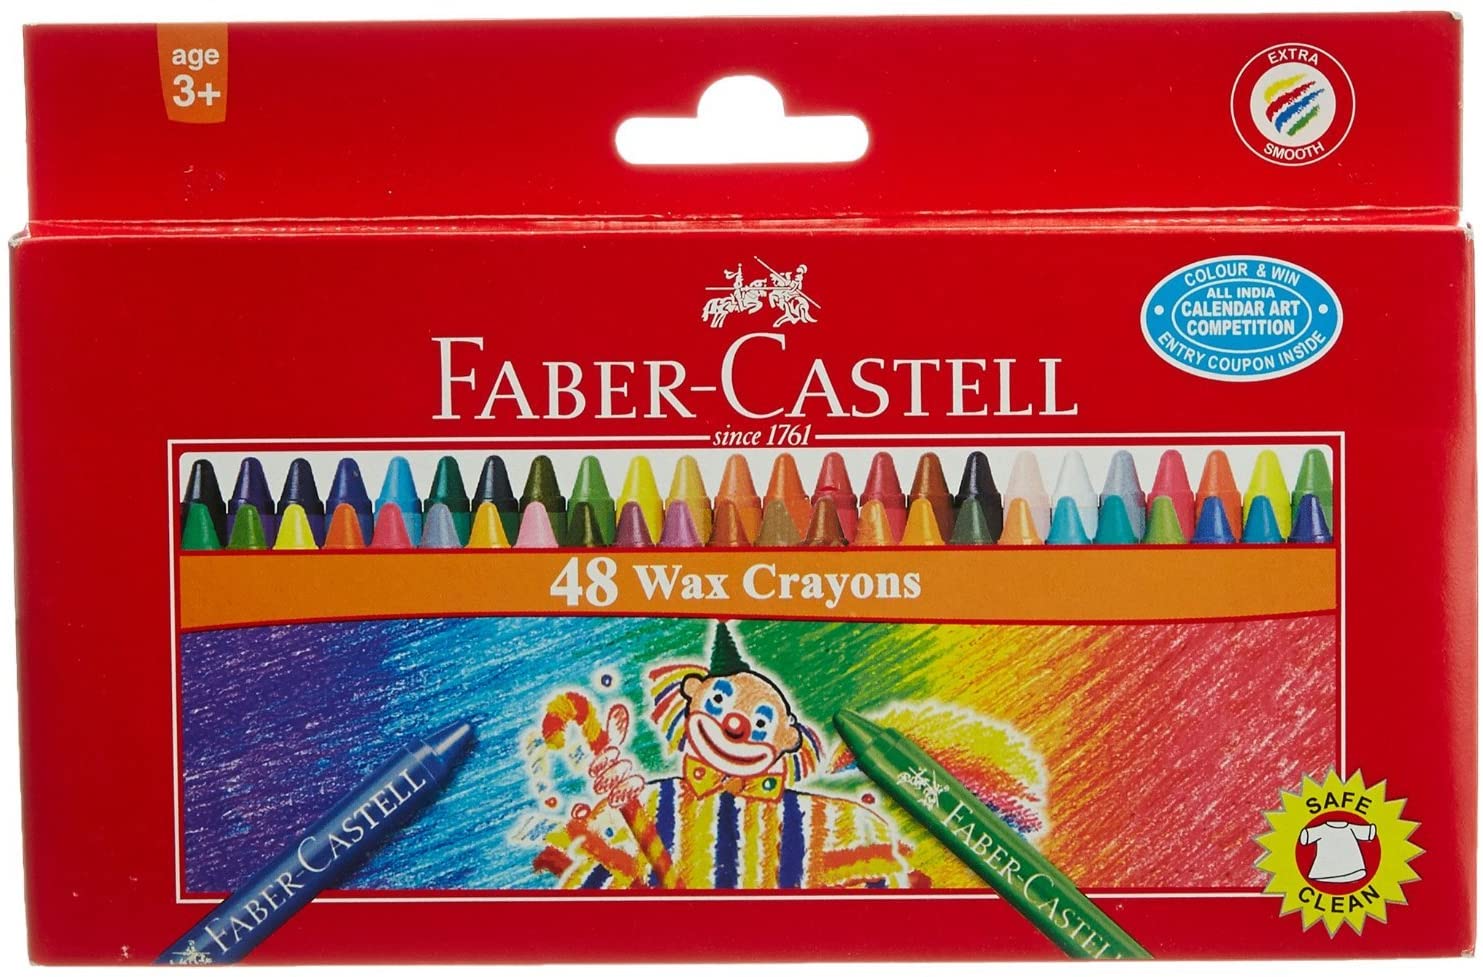 age
3+
EXTRA
SMOOTH
COLOUR & WIN
ALL INDIA
CALENDAR ART
COMPETITION
ENTRY COUPON INSIDE
FABER-CASTELL
since 1761
48 Wax Crayons
FABER-CASTELL
FABER-CASTELL
SAFE
CLEAN